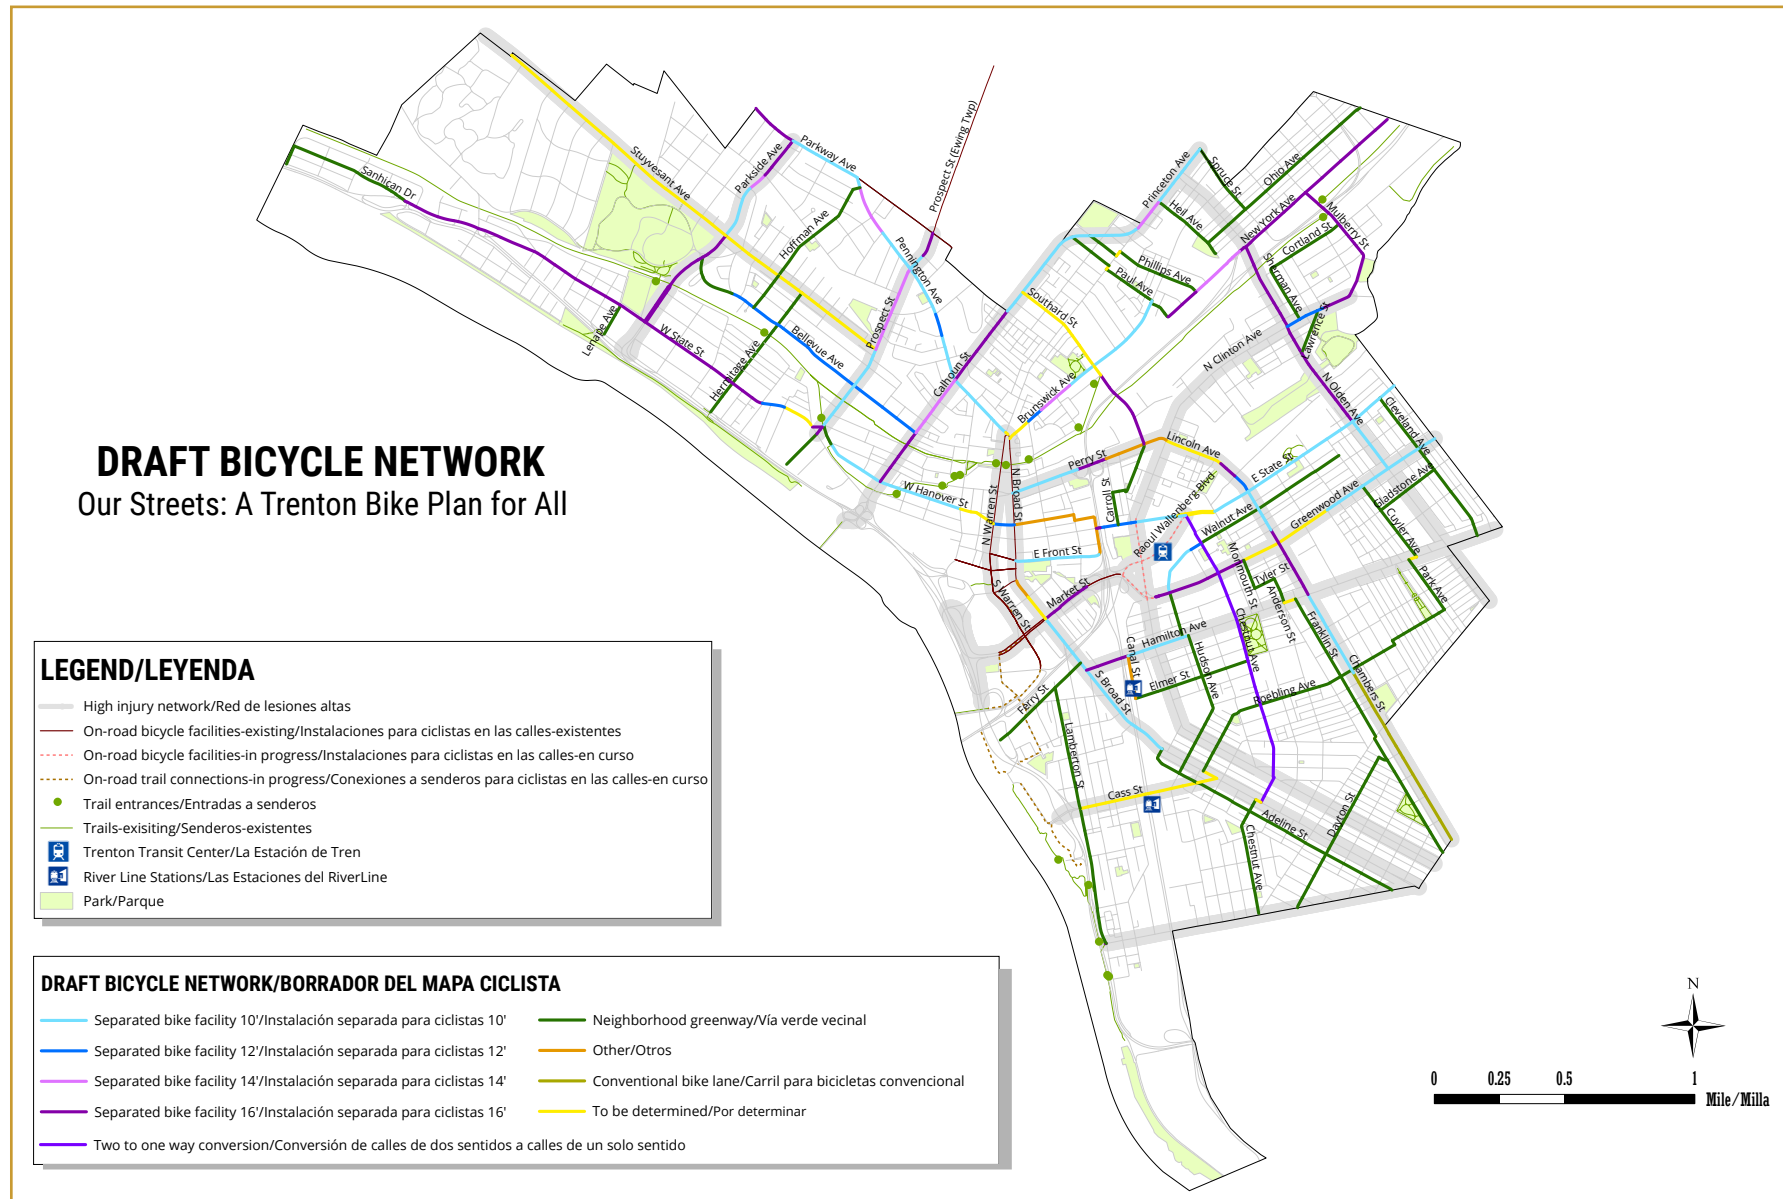 DRAFT BICYCLE NETWORK
Our Streets: A Trenton Bike Plan for All
Sanhican Dr
Stuyvesant Ave
Parkside Ave
Parkway Ave
Prospect St (Ewing Twp)
Hoffman Ave
Pennington Ave
Prospect St
Bellevue Ave
Hermitage Ave
Lenape Ave
W State St
Calhoun St
Southard St
Brunswick Ave
Princeton Ave
Spruce St
Ohio Ave
Heil Ave
New York Ave
Mulberry St
Cortland St
Sherman Ave
Phillips Ave
Paul Ave
Lawrence St
N Clinton Ave
N Olden Ave
Cleveland Ave
Gladstone Ave
Greenwood Ave
Cuyler Ave
Park Ave
E State St
Walnut Ave
Lincoln Ave
Perry St
Carroll St
Raoul Wallenberg Blvd
W Hanover St
N Warren St
N Broad St
E Front St
S Warren St
Market St
Monmouth St
Tyler St
Anderson St
Franklin St
Chambers St
Chestnut Ave
Hamilton Ave
Hudson Ave
Canal St
Elmer St
Roebling Ave
S Broad St
Ferry St
Lamberton St
Cass St
Adeline St
Dayton St
Chestnut Ave
LEGEND/LEYENDA
High injury network/Red de lesiones altas
On-road bicycle facilities-existing/Instalaciones para ciclistas en las calles-existentes
On-road bicycle facilities-in progress/Instalaciones para ciclistas en las calles-en curso
On-road trail connections-in progress/Conexiones a senderos para ciclistas en las calles-en curso
Trail entrances/Entradas a senderos
Trails-exisiting/Senderos-existentes
Trenton Transit Center/La Estación de Tren
River Line Stations/Las Estaciones del RiverLine
Park/Parque
DRAFT BICYCLE NETWORK/BORRADOR DEL MAPA CICLISTA
Separated bike facility 10'/Instalación separada para ciclistas 10'
Separated bike facility 12'/Instalación separada para ciclistas 12'
Separated bike facility 14'/Instalación separada para ciclistas 14'
Separated bike facility 16'/Instalación separada para ciclistas 16'
Two to one way conversion/Conversión de calles de dos sentidos a calles de un solo sentido
Neighborhood greenway/Vía verde vecinal
Other/Otros
Conventional bike lane/Carril para bicicletas convencional
To be determined/Por determinar
N
0 0.25 0.5 1
Mile/Milla